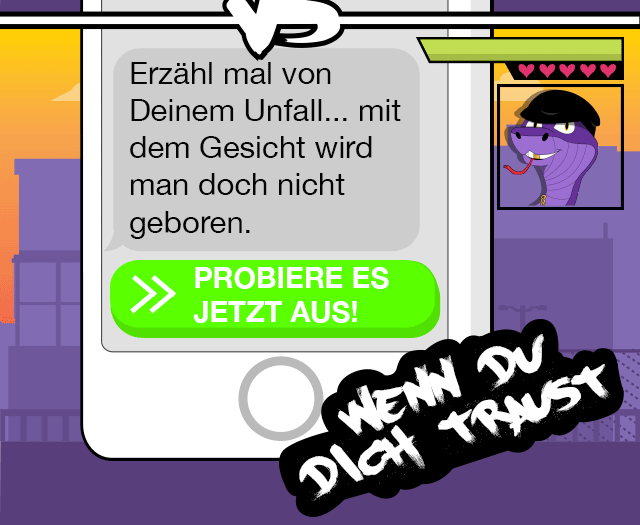 VS
Erzähl mal von
Deinem Unfall... mit
dem Gesicht wird
man doch nicht
geboren.
PROBIERE ES
JETZT AUS!
WENN DU
DICH TRAUST